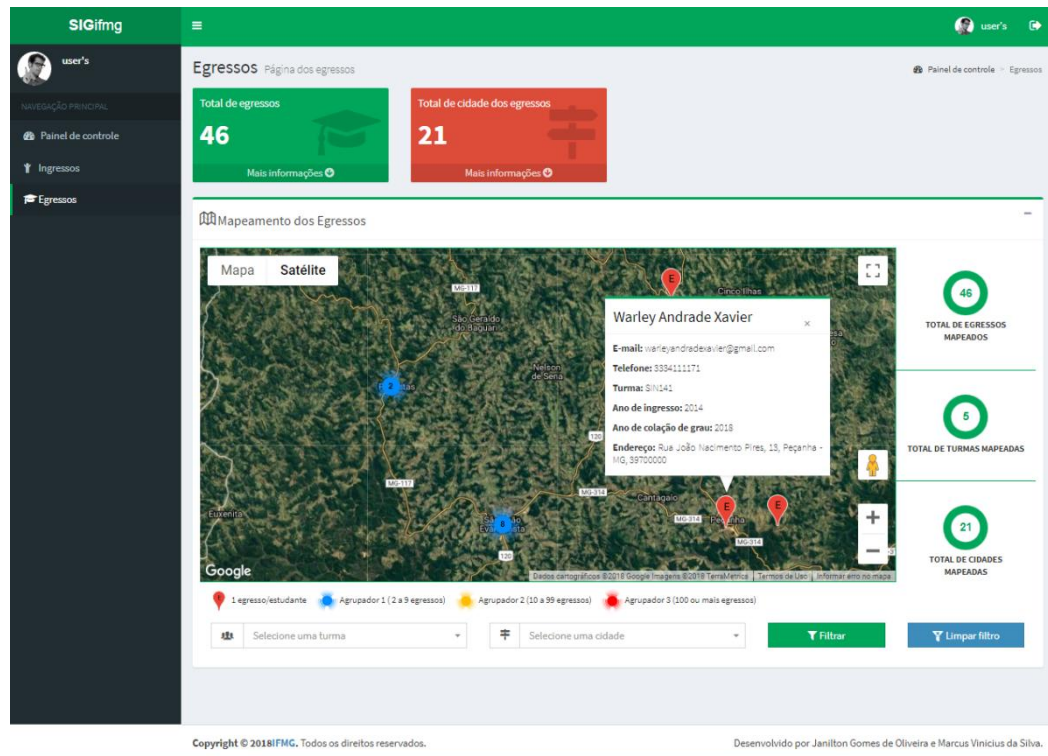 SIGifmg
user's
user's
NAVEGAÇÃO PRINCIPAL
Painel de controle
Ingressos
Egressos
Egressos Página dos egressos
Painel de controle > Egressos
Total de egressos
46
Mais informações
Total de cidade dos egressos
21
Mais informações
Mapeamento dos Egressos
Mapa Satélite
MG-117
São Geraldo
do Baguari
Nelson
de Sena
Cinco Ilhas
2
120
MG-117
MG-314
Cantagalo
Euxenita
8
MG-314
120
MG-314
E
E
E
Warley Andrade Xavier ×
E-mail: warleyandradexavier@gmail.com
Telefone: 3334111171
Turma: SIN141
Ano de ingresso: 2014
Ano de colação de grau: 2018
Endereço: Rua João Nacimento Pires, 13, Peçanha -
MG, 39700000
Google
Dados cartográficos ©2018 Google Imagens ©2018 TerraMetrics Termos de Uso Informar erro no mapa
46
TOTAL DE EGRESSOS
MAPEADOS
5
TOTAL DE TURMAS MAPEADAS
21
TOTAL DE CIDADES
MAPEADAS
1 egresso/estudante Agrupador 1 ( 2 a 9 egressos) Agrupador 2 (10 a 99 egressos) Agrupador 3 (100 ou mais egressos)
Selecione uma turma Selecione uma cidade Filtrar Limpar filtro
Copyright © 2018IFMG. Todos os direitos reservados.
Desenvolvido por Janilton Gomes de Oliveira e Marcus Vinicius da Silva.